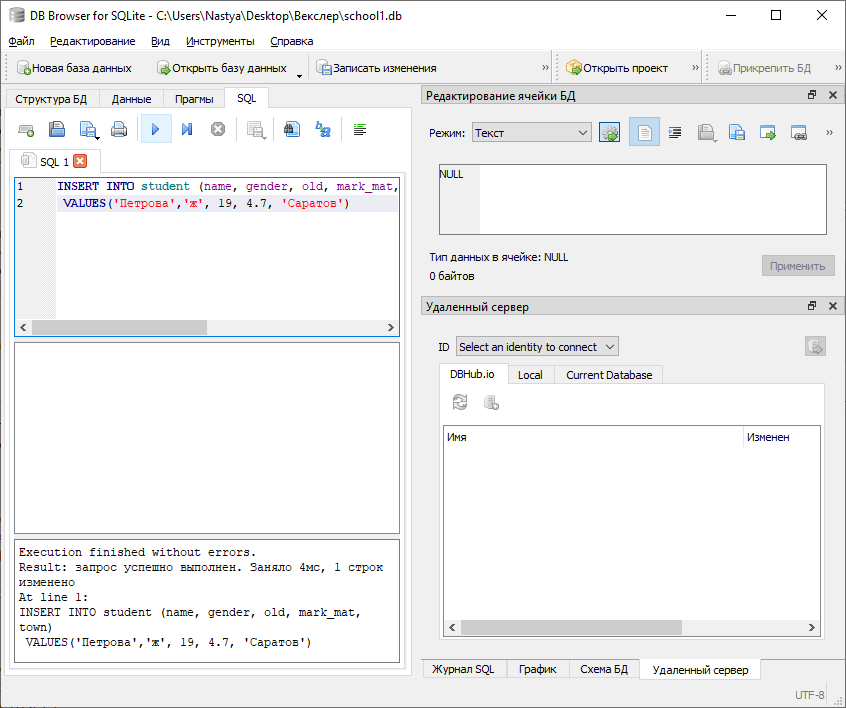 DB Browser for SQLite - C:\Users\Nastya\Desktop\Векслер\school1.db
Файл Редактирование Вид Инструменты Справка
Новая база данных Открыть базу данных Записать изменения » Открыть проект » Прикрепить БД »
Структура БД Данные Прагмы SQL
SQL 1
1 INSERT INTO student (name, gender, old, mark_mat,
2 VALUES('Петрова','ж', 19, 4.7, 'Саратов')
Execution finished without errors.
Result: запрос успешно выполнен. Заняло 4мс, 1 строк
изменено
At line 1:
INSERT INTO student (name, gender, old, mark_mat,
town)
VALUES('Петрова','ж', 19, 4.7, 'Саратов')
Редактирование ячейки БД
Режим: Текст »
NULL
Тип данных в ячейке: NULL
0 байтов
Применить
Удаленный сервер
ID Select an identity to connect
DBHub.io Local Current Database
Имя Изменен
Журнал SQL График Схема БД Удаленный сервер
UTF-8